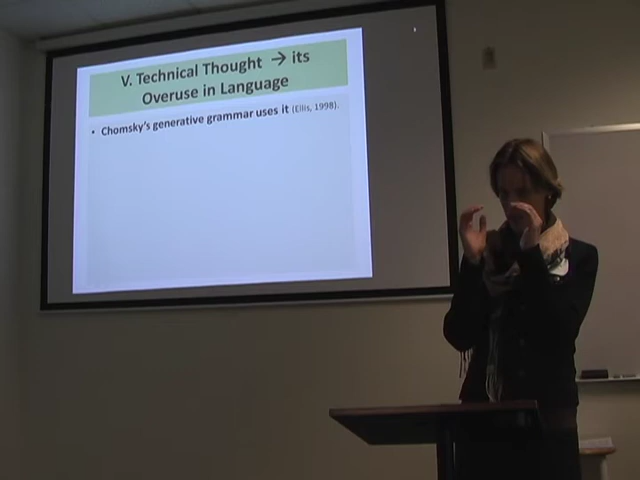 V. Technical Thought → its
Overuse in Language
• Chomsky's generative grammar uses it (Ellis, 1998).